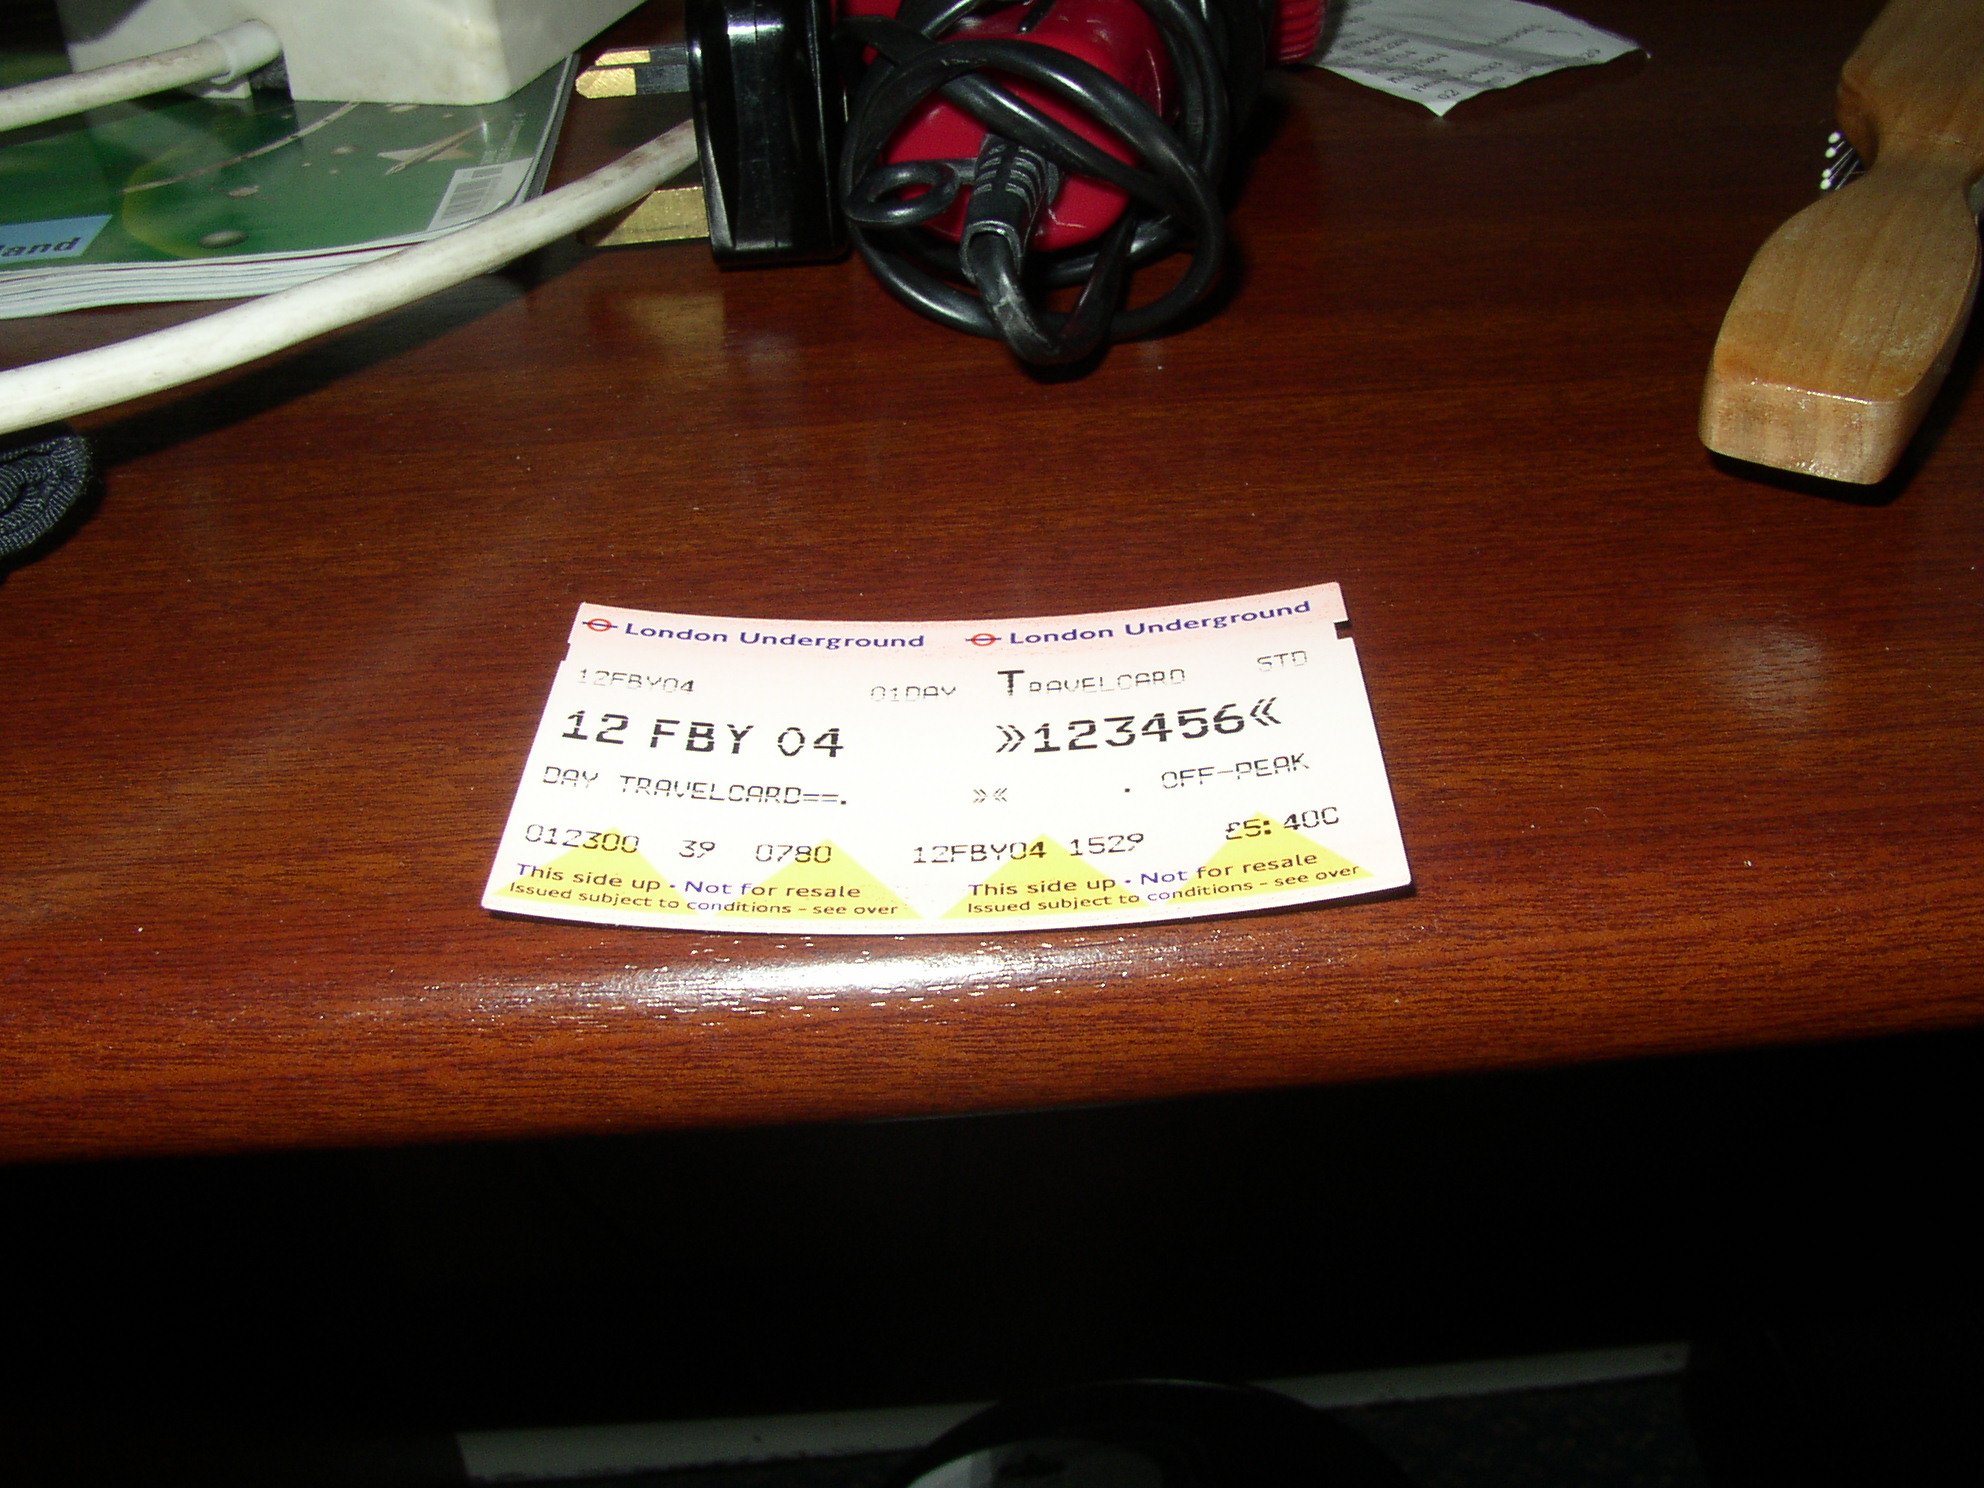 land
London Underground London Underground
12FBY04 01DAY TRAVELCARD STD
12 FBY 04 »123456«
DAY TRAVELCARD==. »« . OFF-PEAK
012300 39 0780 12FBY04 1529 £5:40C
This side up - Not for resale This side up - Not for resale
Issued subject to conditions - see over Issued subject to conditions - see over